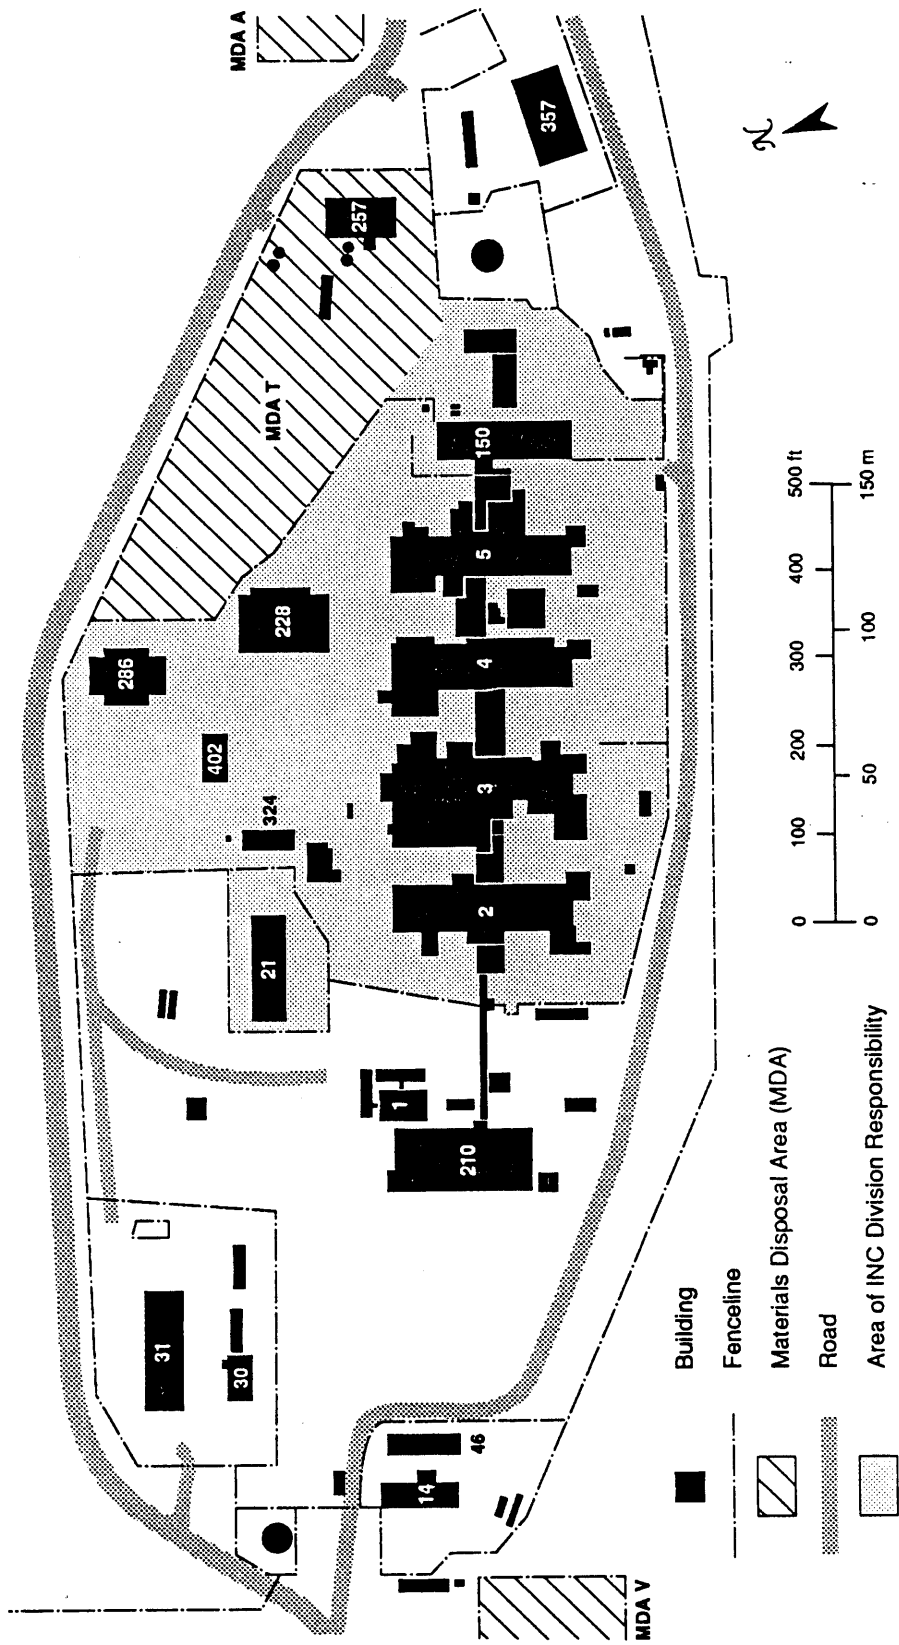 MDA A
357
257
MDA T
N
150
5
228
4
286
402
324
3
2
21
1
210
31
30
46
14
MDA V
0 100 200 300 400 500 ft
0 50 100 150 m
Building
Fenceline
Materials Disposal Area (MDA)
Road
Area of INC Division Responsibility